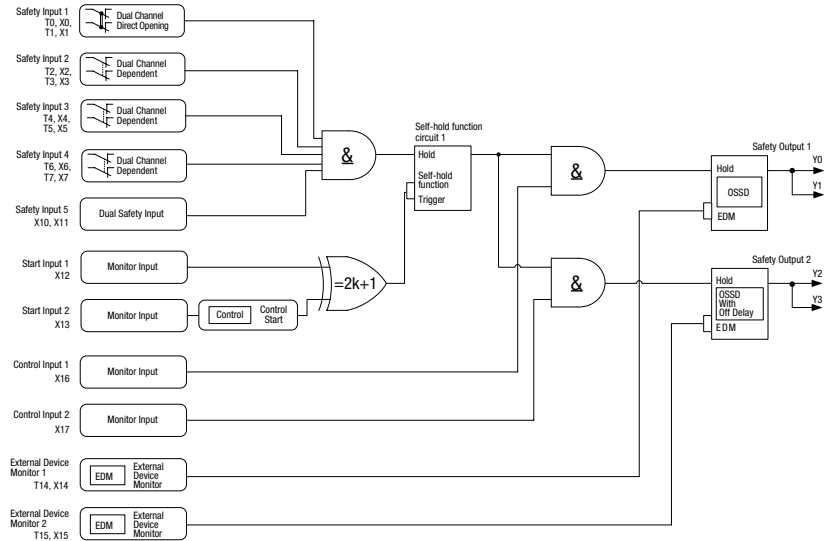 Safety Input 1
T0, X0,
T1, X1
Dual Channel
Direct Opening
Safety Input 2
T2, X2,
T3, X3
Dual Channel
Dependent
Safety Input 3
T4, X4,
T5, X5
Dual Channel
Dependent
Safety Input 4
T6, X6,
T7, X7
Dual Channel
Dependent
Safety Input 5
X10, X11
Dual Safety Input
Start Input 1
X12
Monitor Input
Start Input 2
X13
Monitor Input
Control
Control
Start
Control Input 1
X16
Monitor Input
Control Input 2
X17
Monitor Input
External Device
Monitor 1
T14, X14
EDM
External
Device
Monitor
External Device
Monitor 2
T15, X15
EDM
External
Device
Monitor
&
=2k+1
Self-hold function
circuit 1
Hold
Self-hold
function
Trigger
&
&
Safety Output 1
Hold
OSSD
EDM
Y0
Y1
Safety Output 2
Hold
OSSD
With
Off Delay
EDM
Y2
Y3